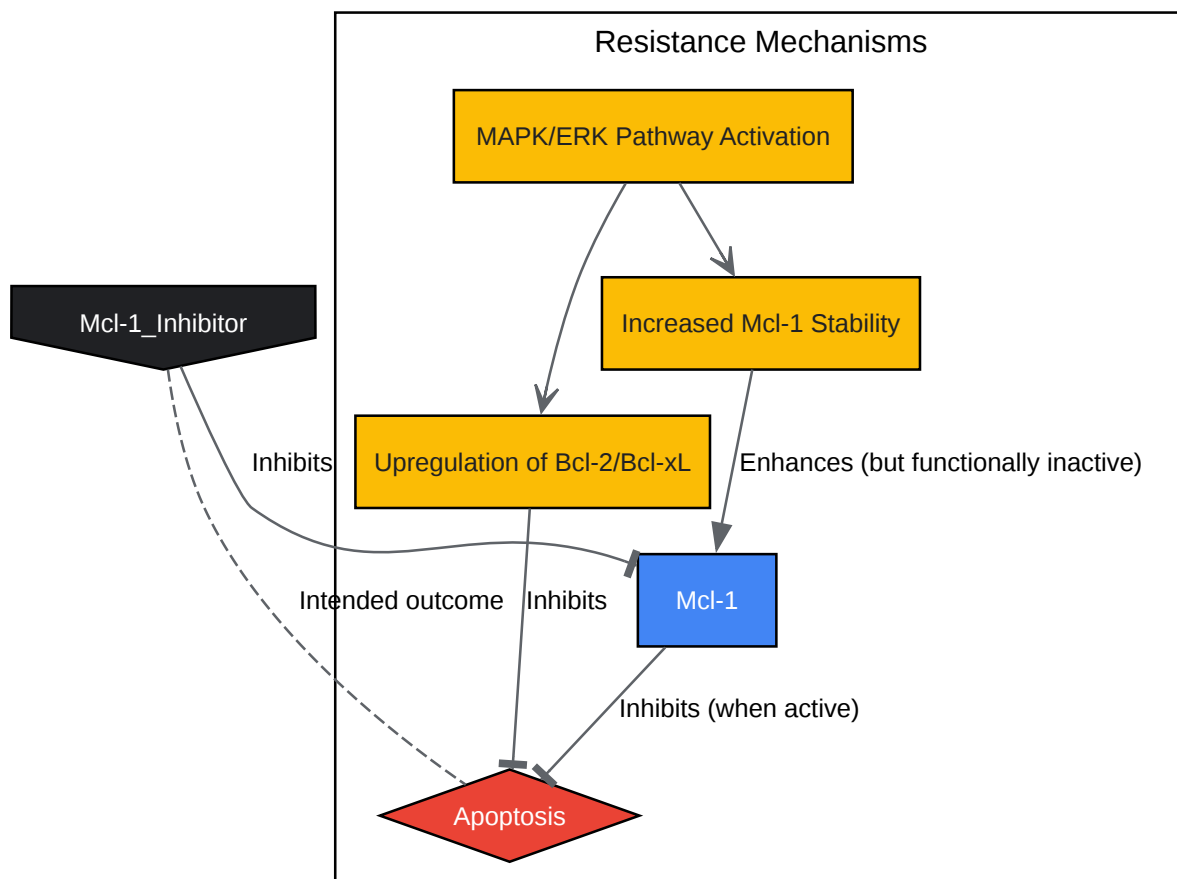 Resistance Mechanisms
MAPK/ERK Pathway Activation
Mcl-1_Inhibitor
Increased Mcl-1 Stability
Inhibits
Upregulation of Bcl-2/Bcl-xL
Enhances (but functionally inactive)
Intended outcome
Inhibits
Mcl-1
Inhibits (when active)
Apoptosis